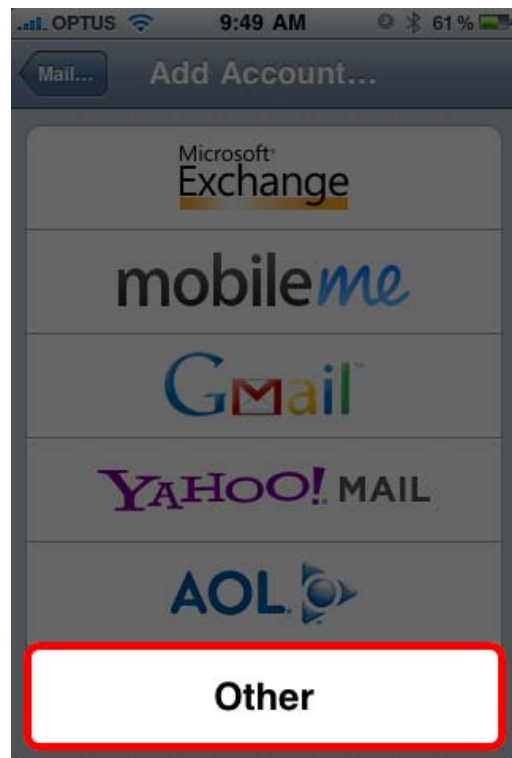 OPTUS 9:49 AM 61%
Mail... Add Account...
Microsoft
Exchange
mobileme
Gmail
YAHOO! MAIL
AOL
Other